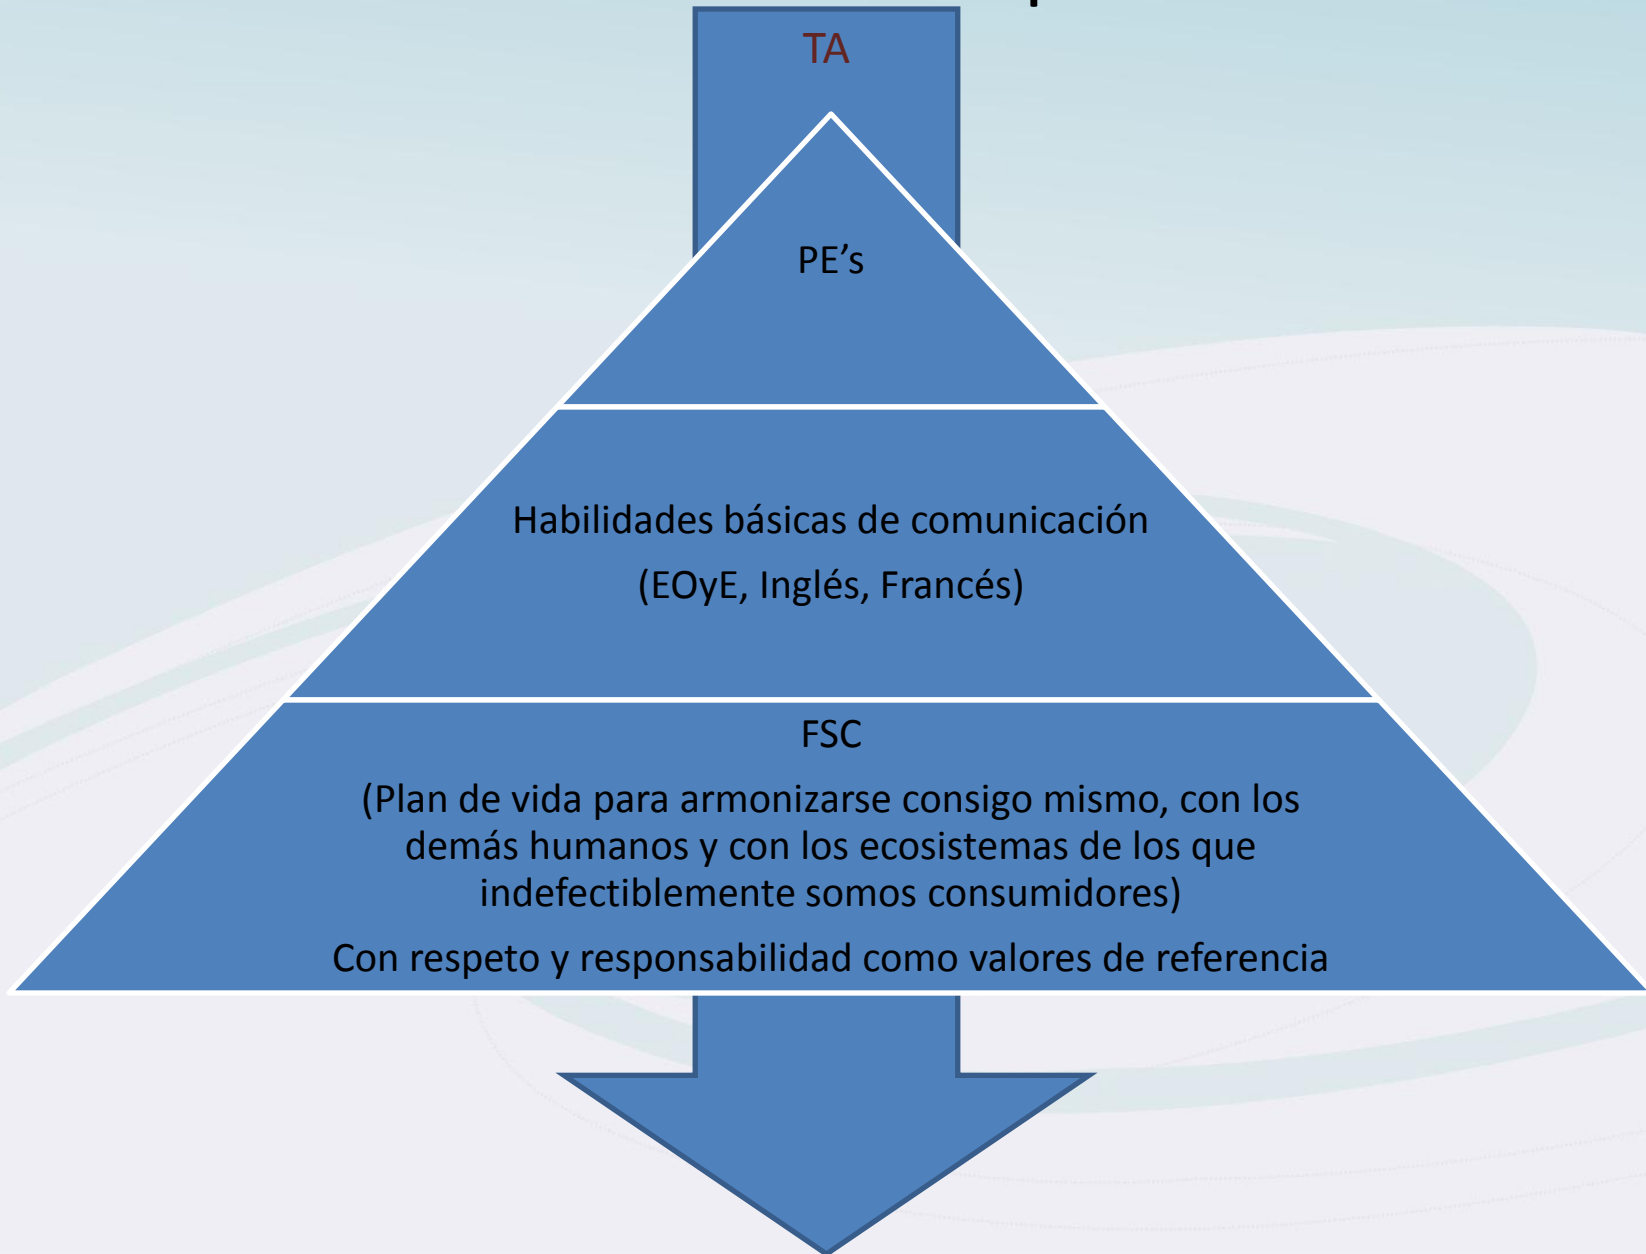 TA
PE’s
Habilidades básicas de comunicación
(EOyE, Inglés, Francés)
FSC
(Plan de vida para armonizarse consigo mismo, con los
demás humanos y con los ecosistemas de los que
indefectiblemente somos consumidores)
Con respeto y responsabilidad como valores de referencia